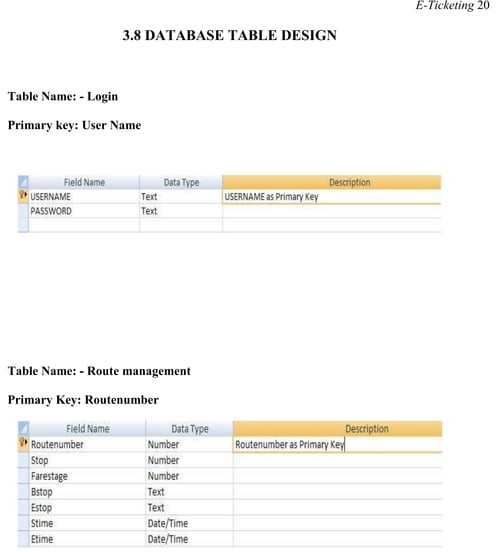 E-Ticketing 20
3.8 DATABASE TABLE DESIGN
Table Name: - Login
Primary key: User Name
Field Name Data Type Description
USERNAME Text USERNAME as Primary Key
PASSWORD Text
Table Name: - Route management
Primary Key: Routenumber
Field Name Data Type Description
Routenumber Number Routenumber as Primary Key
Stop Number
Farestage Number
Bstop Text
Estop Text
Stime Date/Time
Etime Date/Time